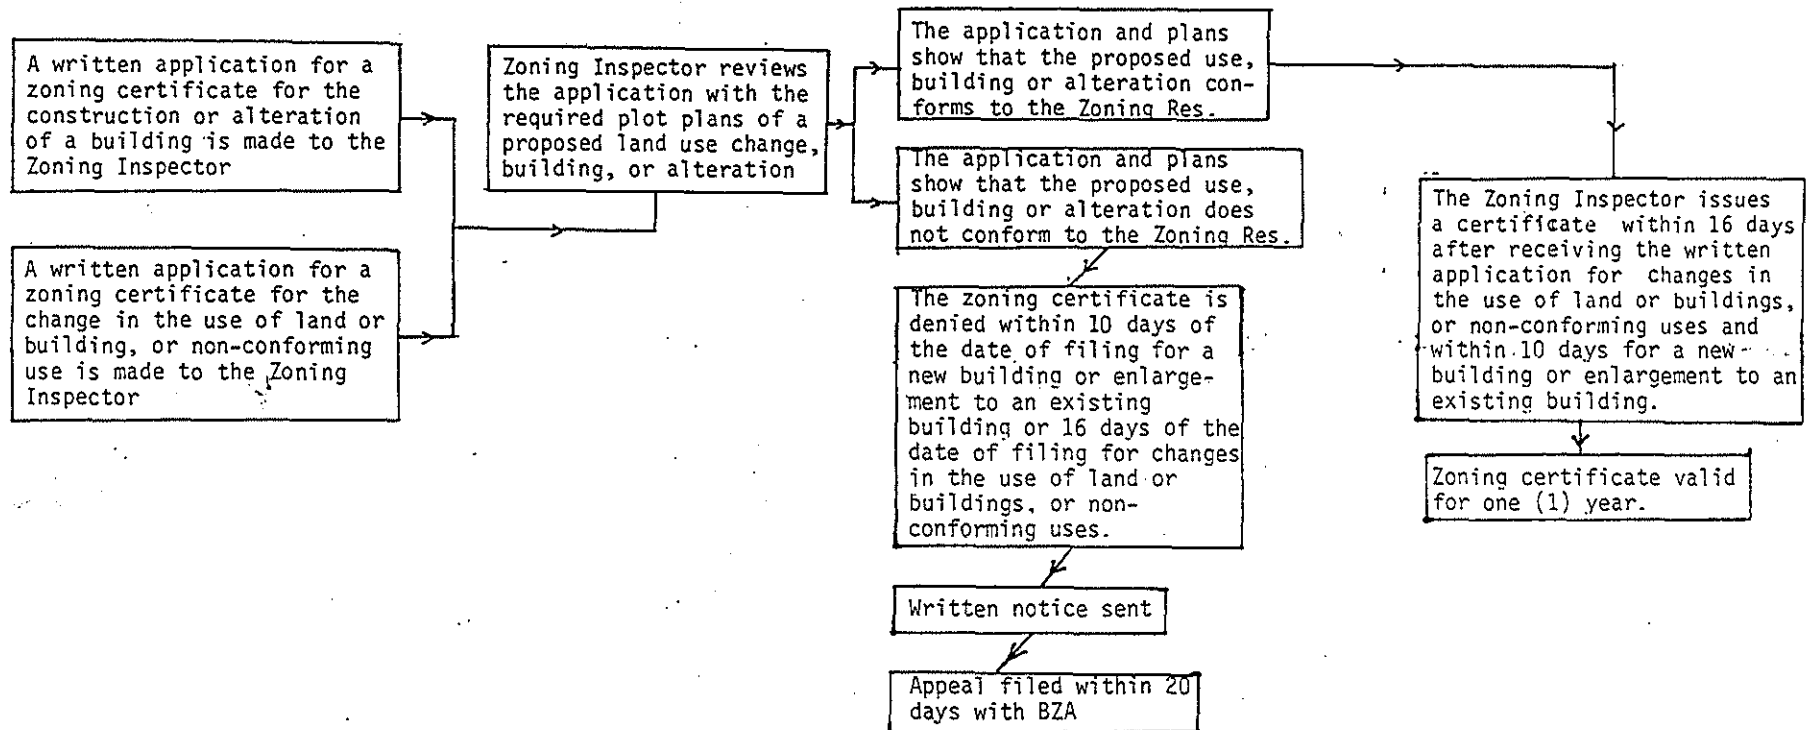 A written application for a
zoning certificate for the
construction or alteration
of a building is made to the
Zoning Inspector
A written application for a
zoning certificate for the
change in the use of land or
building, or non-conforming
use is made to the Zoning
Inspector
Zoning Inspector reviews
the application with the
required plot plans of a
proposed land use change,
building, or alteration
The application and plans
show that the proposed use,
building or alteration con-
forms to the Zoning Res.
The application and plans
show that the proposed use,
building or alteration does
not conform to the Zoning Res.
The zoning certificate is
denied within 10 days of
the date of filing for a
new building or enlarge-
ment to an existing
building or 16 days of the
date of filing for changes
in the use of land or
buildings, or non-
conforming uses.
Written notice sent
Appeal filed within 20
days with BZA
The Zoning Inspector issues
a certificate within 16 days
after receiving the written
application for changes in
the use of land or buildings,
or non-conforming uses and
within 10 days for a new
building or enlargement to an
existing building.
Zoning certificate valid
for one (1) year.